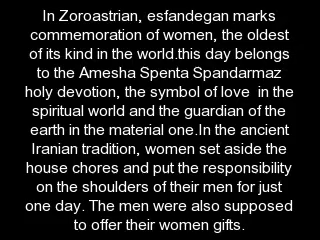 In Zoroastrian, esfandegan marks
commemoration of women, the oldest
of its kind in the world.this day belongs
to the Amesha Spenta Spandarmaz
holy devotion, the symbol of love  in the
spiritual world and the guardian of the
earth in the material one.In the ancient
Iranian tradition, women set aside the
house chores and put the responsibility
on the shoulders of their men for just
one day. The men were also supposed
to offer their women gifts.